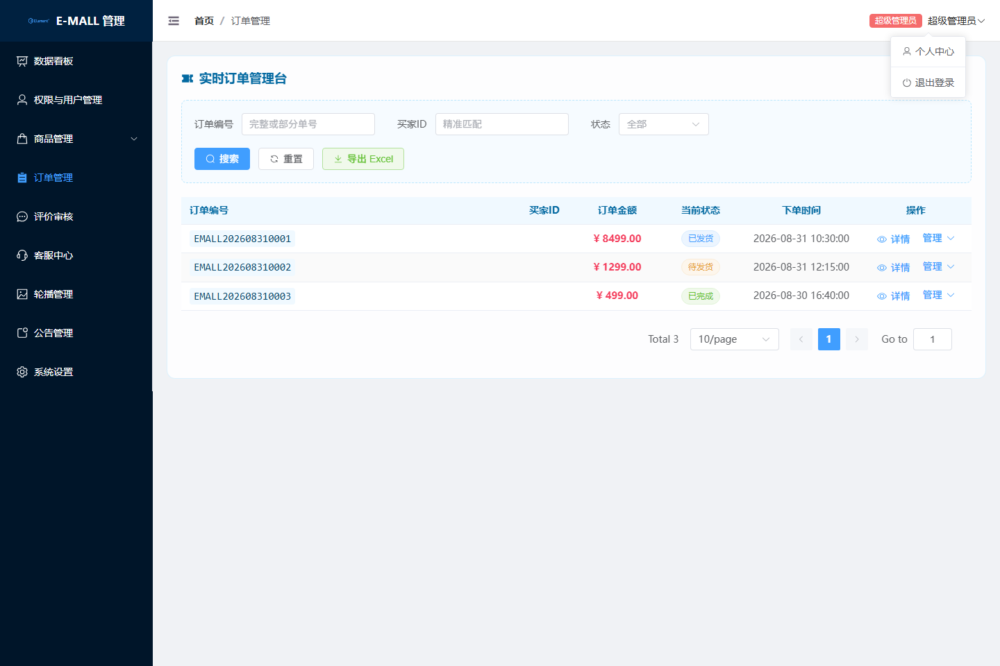 E-MALL 管理
数据看板
权限与用户管理
商品管理
订单管理
评价审核
客服中心
轮播管理
公告管理
系统设置
首页 / 订单管理
超级管理员 超级管理员
个人中心
退出登录
实时订单管理台
订单编号 完整或部分单号 买家ID 精准匹配 状态 全部
搜索 重置 导出 Excel
订单编号 买家ID 订单金额 当前状态 下单时间 操作
EMALL202608310001 ¥ 8499.00 已发货 2026-08-31 10:30:00 详情 管理
EMALL202608310002 ¥ 1299.00 待发货 2026-08-31 12:15:00 详情 管理
EMALL202608310003 ¥ 499.00 已完成 2026-08-30 16:40:00 详情 管理
Total 3 10/page 1 Go to 1